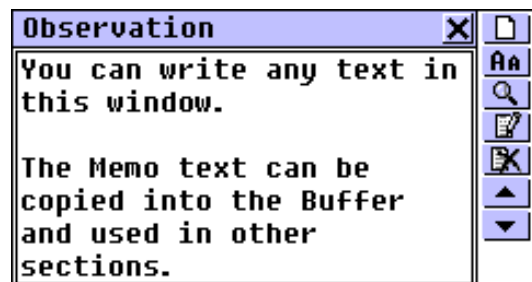 Observation
Aa
You can write any text in
this window.
The Memo text can be
copied into the Buffer
and used in other
sections.